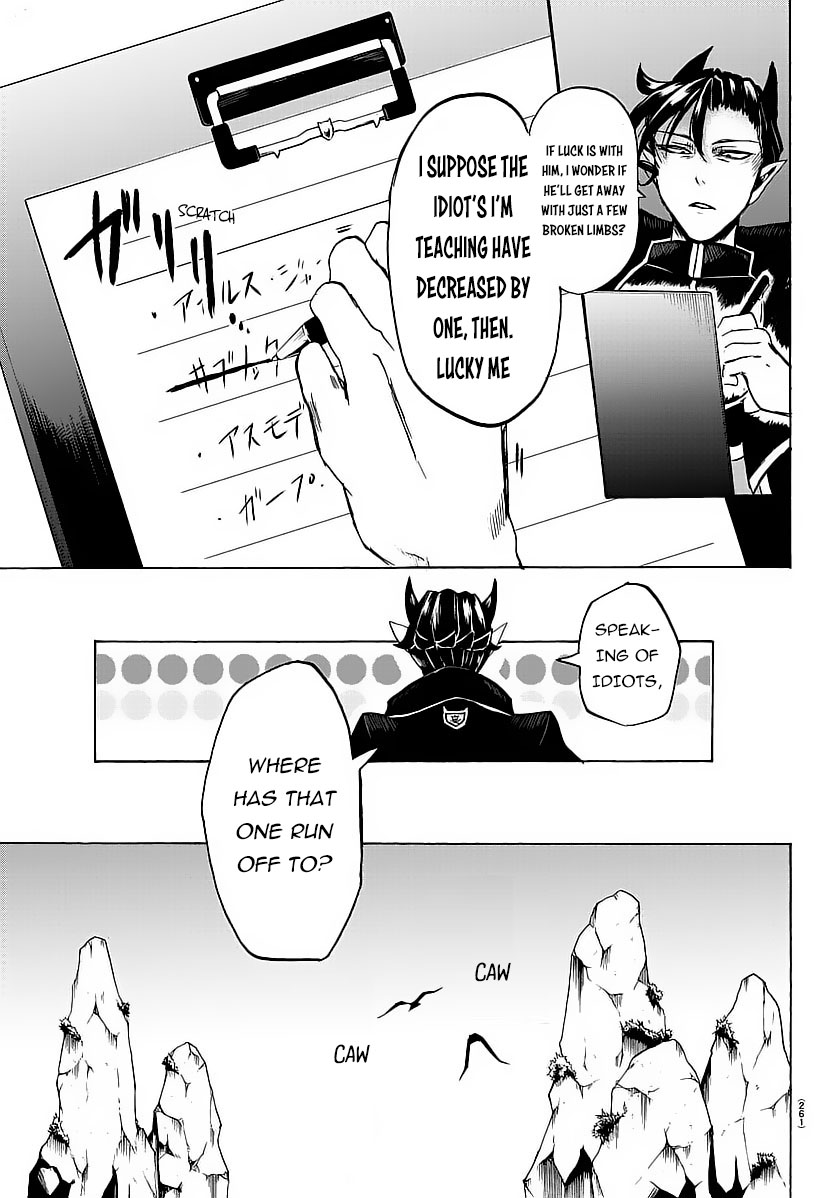 IF LUCK IS WITH
HIM, I WONDER IF
HE'LL GET AWAY
WITH JUST A FEW
BROKEN LIMBS?
I SUPPOSE THE
IDIOT'S I'M
TEACHING HAVE
DECREASED BY
ONE, THEN.
LUCKY ME
SCRATCH
ガリリ
・アイルス・ジャ
サブノック
・アスモデ
・ガープ.
SPEAK-
ING OF
IDIOTS,
WHERE
HAS THAT
ONE RUN
OFF TO?
CAW
CAW
(261)